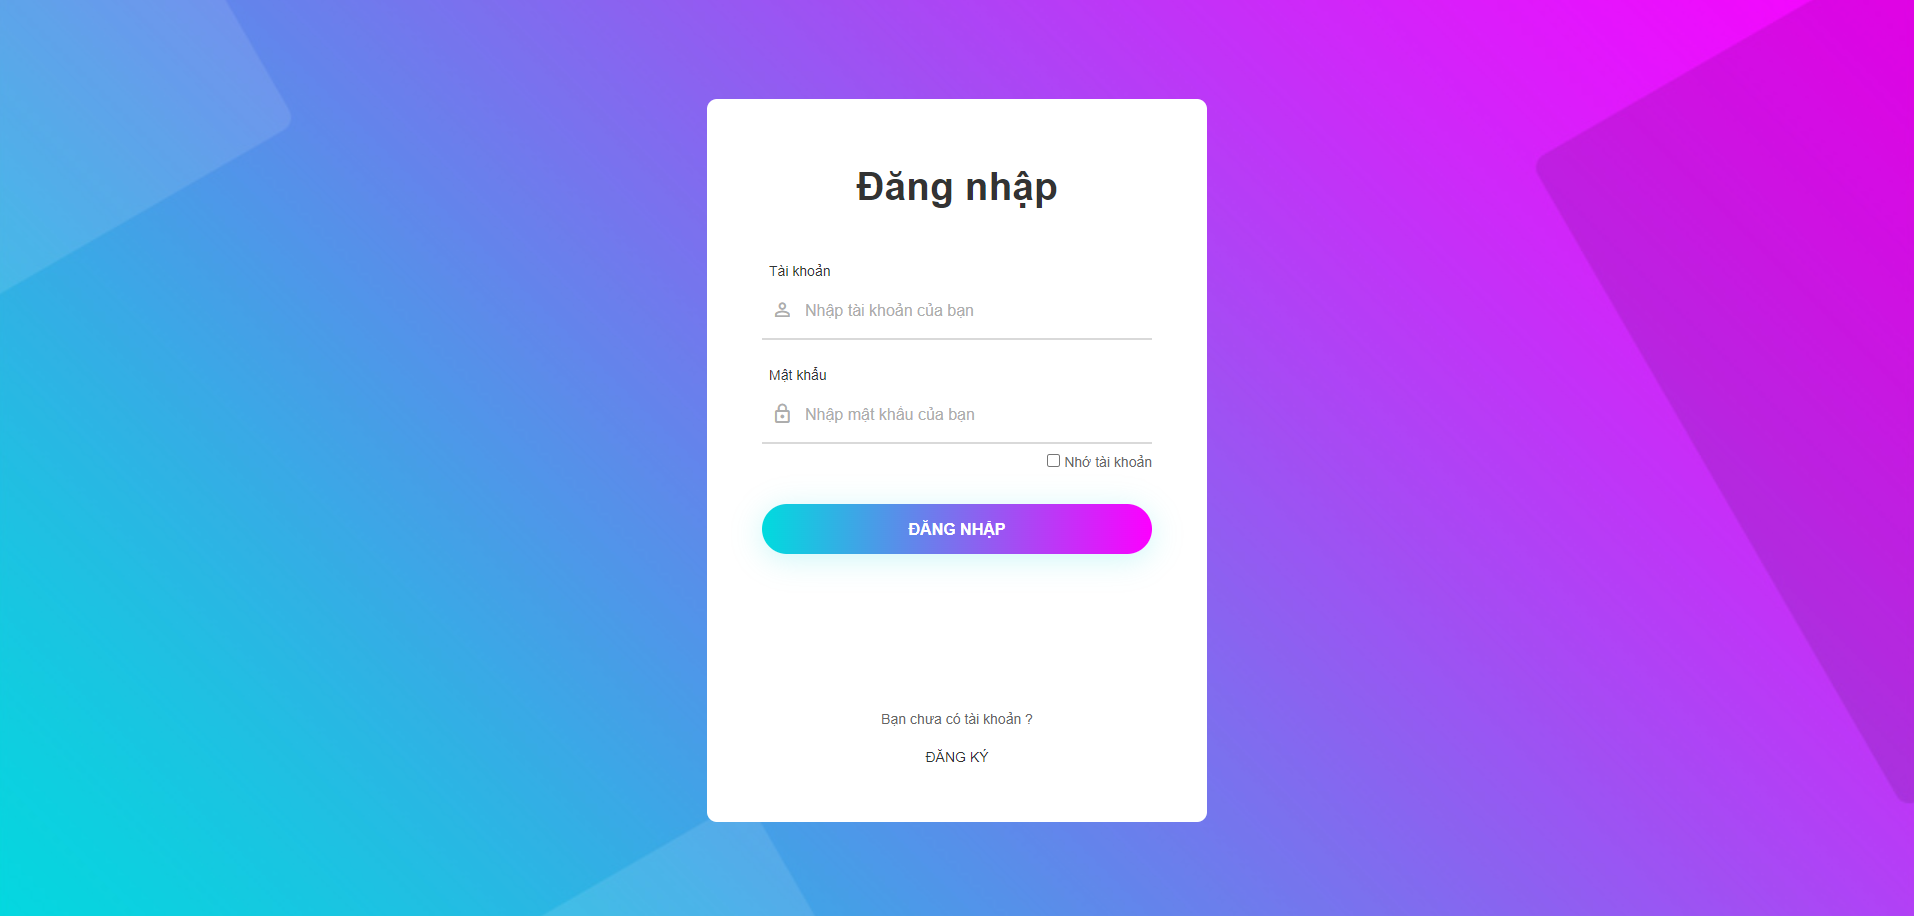 Đăng nhập
Tài khoản
Nhập tài khoản của bạn
Mật khẩu
Nhập mật khẩu của bạn
Nhớ tài khoản
ĐĂNG NHẬP
Bạn chưa có tài khoản ?
ĐĂNG KÝ